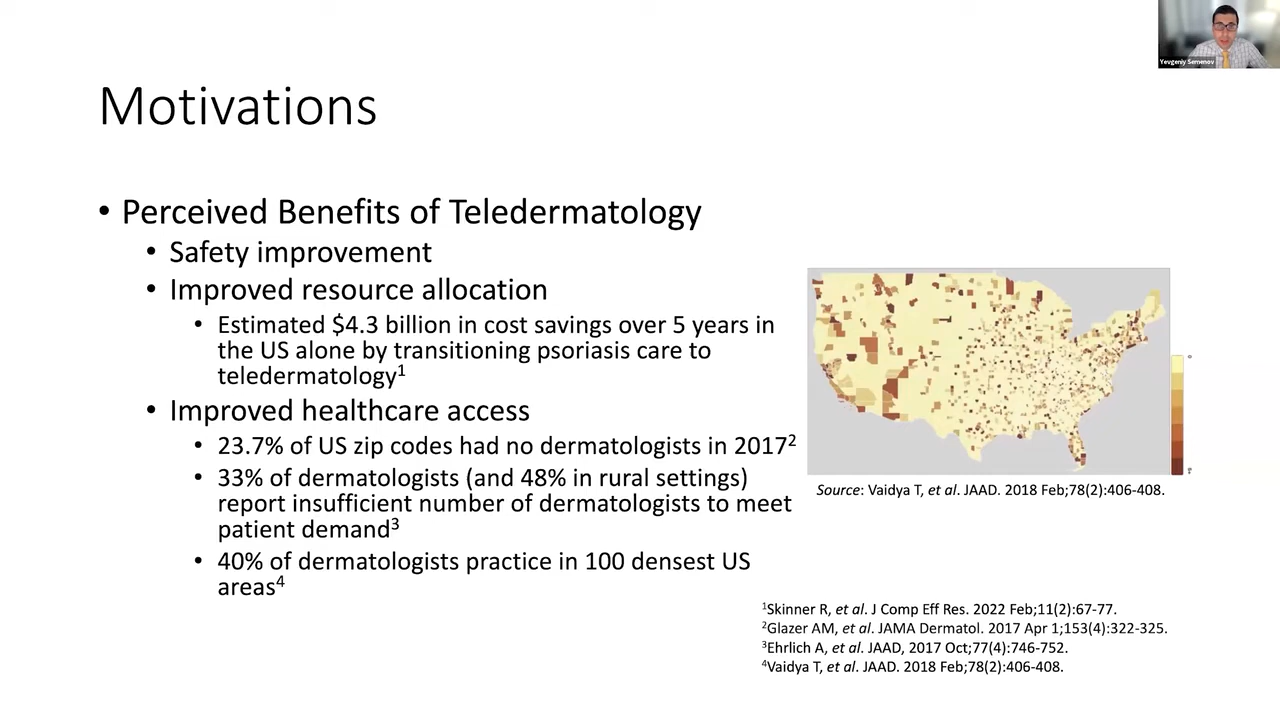 Yevgeniy Semenov
Motivations
• Perceived Benefits of Teledermatology
• Safety improvement
• Improved resource allocation
• Estimated $4.3 billion in cost savings over 5 years in
the US alone by transitioning psoriasis care to
teledermatology¹
• Improved healthcare access
• 23.7% of US zip codes had no dermatologists in 2017²
• 33% of dermatologists (and 48% in rural settings)
report insufficient number of dermatologists to meet
patient demand³
• 40% of dermatologists practice in 100 densest US
areas⁴
Source: Vaidya T, et al. JAAD. 2018 Feb;78(2):406-408.
¹Skinner R, et al. J Comp Eff Res. 2022 Feb;11(2):67-77.
²Glazer AM, et al. JAMA Dermatol. 2017 Apr 1;153(4):322-325.
³Ehrlich A, et al. JAAD, 2017 Oct;77(4):746-752.
⁴Vaidya T, et al. JAAD. 2018 Feb;78(2):406-408.